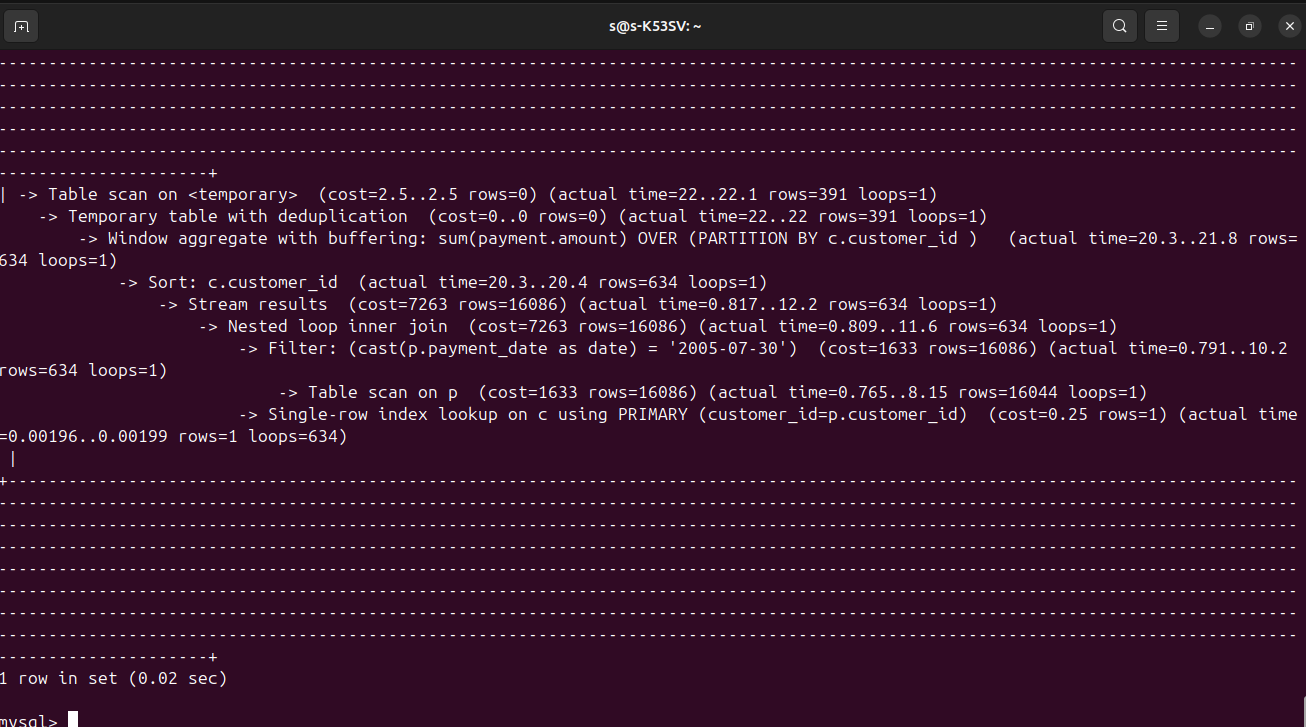 s@s-K53SV: ~
----------------------------------------------------------------------------------------------------------------------------------
----------------------------------------------------------------------------------------------------------------------------------
----------------------------------------------------------------------------------------------------------------------------------
----------------------------------------------------------------------------------------------------------------------------------
----------------------------------------------------------------------------------------------------------------------------------
---------------------+
| -> Table scan on <temporary>  (cost=2.5..2.5 rows=0) (actual time=22..22.1 rows=391 loops=1)
    -> Temporary table with deduplication  (cost=0..0 rows=0) (actual time=22..22 rows=391 loops=1)
        -> Window aggregate with buffering: sum(payment.amount) OVER (PARTITION BY c.customer_id )   (actual time=20.3..21.8 rows=
634 loops=1)
            -> Sort: c.customer_id  (actual time=20.3..20.4 rows=634 loops=1)
                -> Stream results  (cost=7263 rows=16086) (actual time=0.817..12.2 rows=634 loops=1)
                    -> Nested loop inner join  (cost=7263 rows=16086) (actual time=0.809..11.6 rows=634 loops=1)
                        -> Filter: (cast(p.payment_date as date) = '2005-07-30')  (cost=1633 rows=16086) (actual time=0.791..10.2
rows=634 loops=1)
                            -> Table scan on p  (cost=1633 rows=16086) (actual time=0.765..8.15 rows=16044 loops=1)
                        -> Single-row index lookup on c using PRIMARY (customer_id=p.customer_id)  (cost=0.25 rows=1) (actual time
=0.00196..0.00199 rows=1 loops=634)
 |
+---------------------------------------------------------------------------------------------------------------------------------
----------------------------------------------------------------------------------------------------------------------------------
----------------------------------------------------------------------------------------------------------------------------------
----------------------------------------------------------------------------------------------------------------------------------
----------------------------------------------------------------------------------------------------------------------------------
----------------------------------------------------------------------------------------------------------------------------------
----------------------------------------------------------------------------------------------------------------------------------
----------------------------------------------------------------------------------------------------------------------------------
---------------------+
1 row in set (0.02 sec)
mysql>